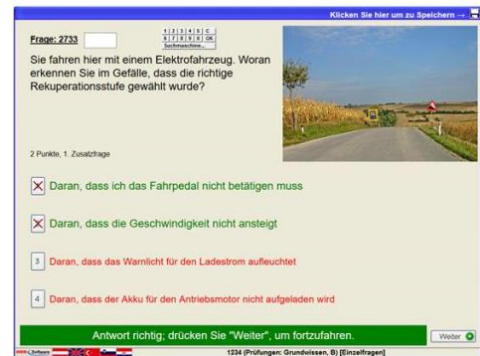 Klicken Sie hier um zu Speichern →
Frage: 2733
1 2 3 4 5 C
6 7 8 9 0 OK
Suchmaschine...
Sie fahren hier mit einem Elektrofahrzeug. Woran
erkennen Sie im Gefälle, dass die richtige
Rekuperationsstufe gewählt wurde?
2 Punkte, 1. Zusatzfrage
Daran, dass ich das Fahrpedal nicht betätigen muss
Daran, dass die Geschwindigkeit nicht ansteigt
3 Daran, dass das Warnlicht für den Ladestrom aufleuchtet
4 Daran, dass der Akku für den Antriebsmotor nicht aufgeladen wird
Antwort richtig; drücken Sie "Weiter", um fortzufahren.
Weiter
1234 (Prüfungen: Grundwissen, B) [Einzelfragen]